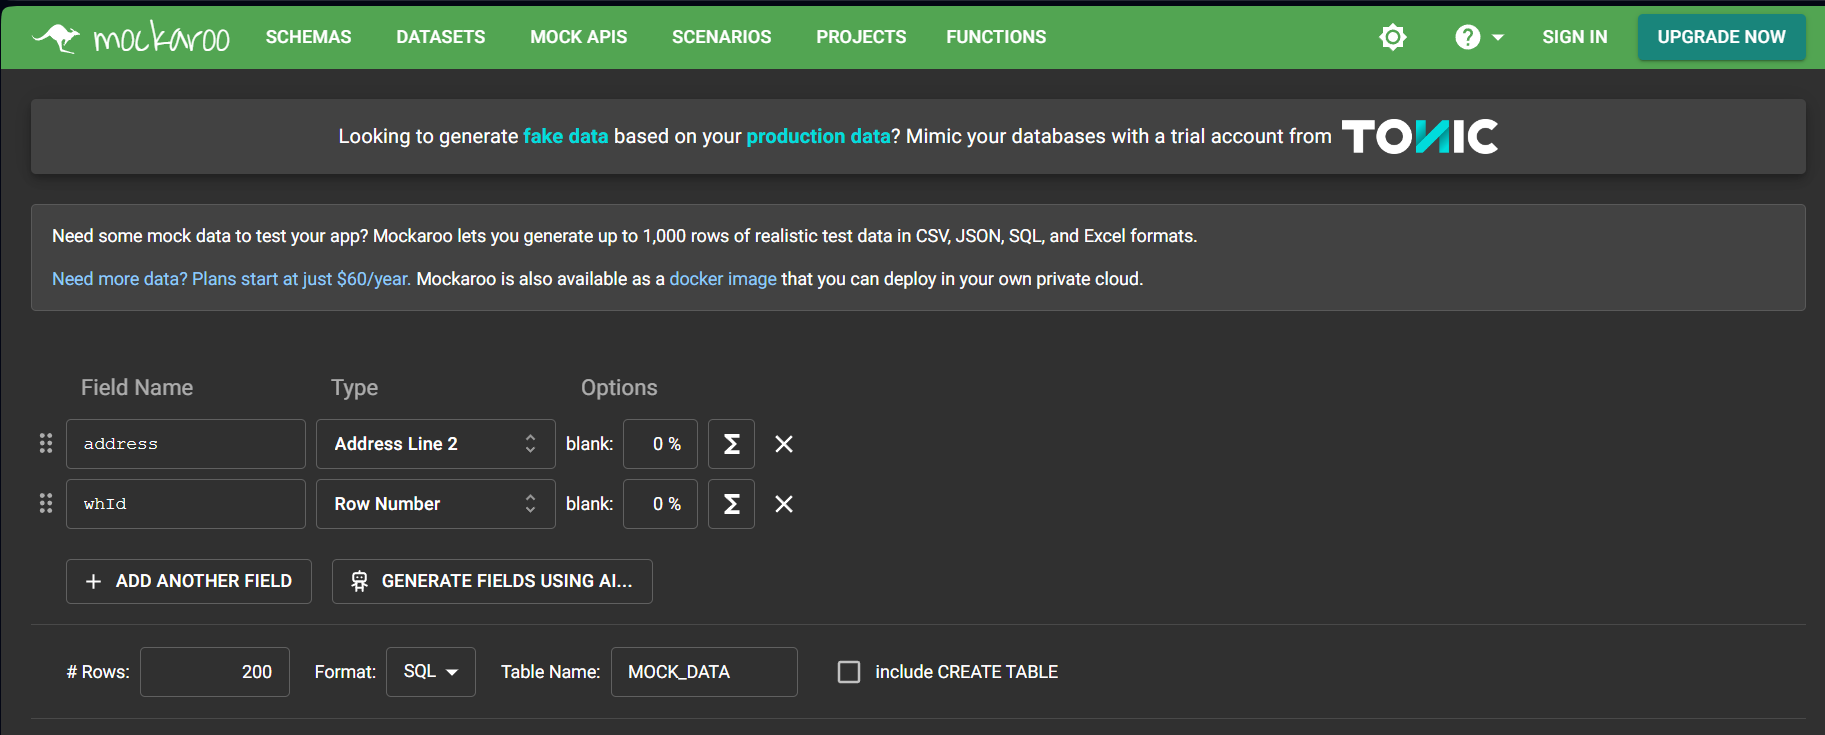 mockaroo SCHEMAS DATASETS MOCK APIS SCENARIOS PROJECTS FUNCTIONS ? SIGN IN UPGRADE NOW
Looking to generate fake data based on your production data? Mimic your databases with a trial account from TONIC
Need some mock data to test your app? Mockaroo lets you generate up to 1,000 rows of realistic test data in CSV, JSON, SQL, and Excel formats.
Need more data? Plans start at just $60/year. Mockaroo is also available as a docker image that you can deploy in your own private cloud.
Field Name Type Options
address Address Line 2 blank: 0 % Σ
whId Row Number blank: 0 % Σ
+ ADD ANOTHER FIELD GENERATE FIELDS USING AI...
# Rows: 200 Format: SQL Table Name: MOCK_DATA include CREATE TABLE